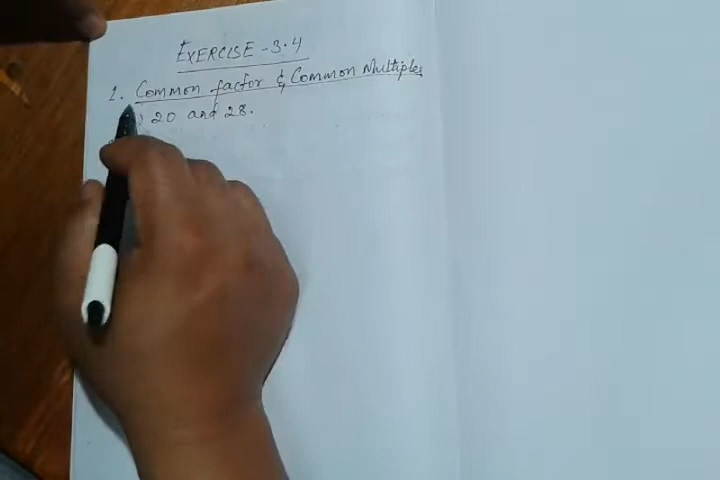 EXERCISE - 3.4
1. Common factor & Common Multiples
) 20 and 28.